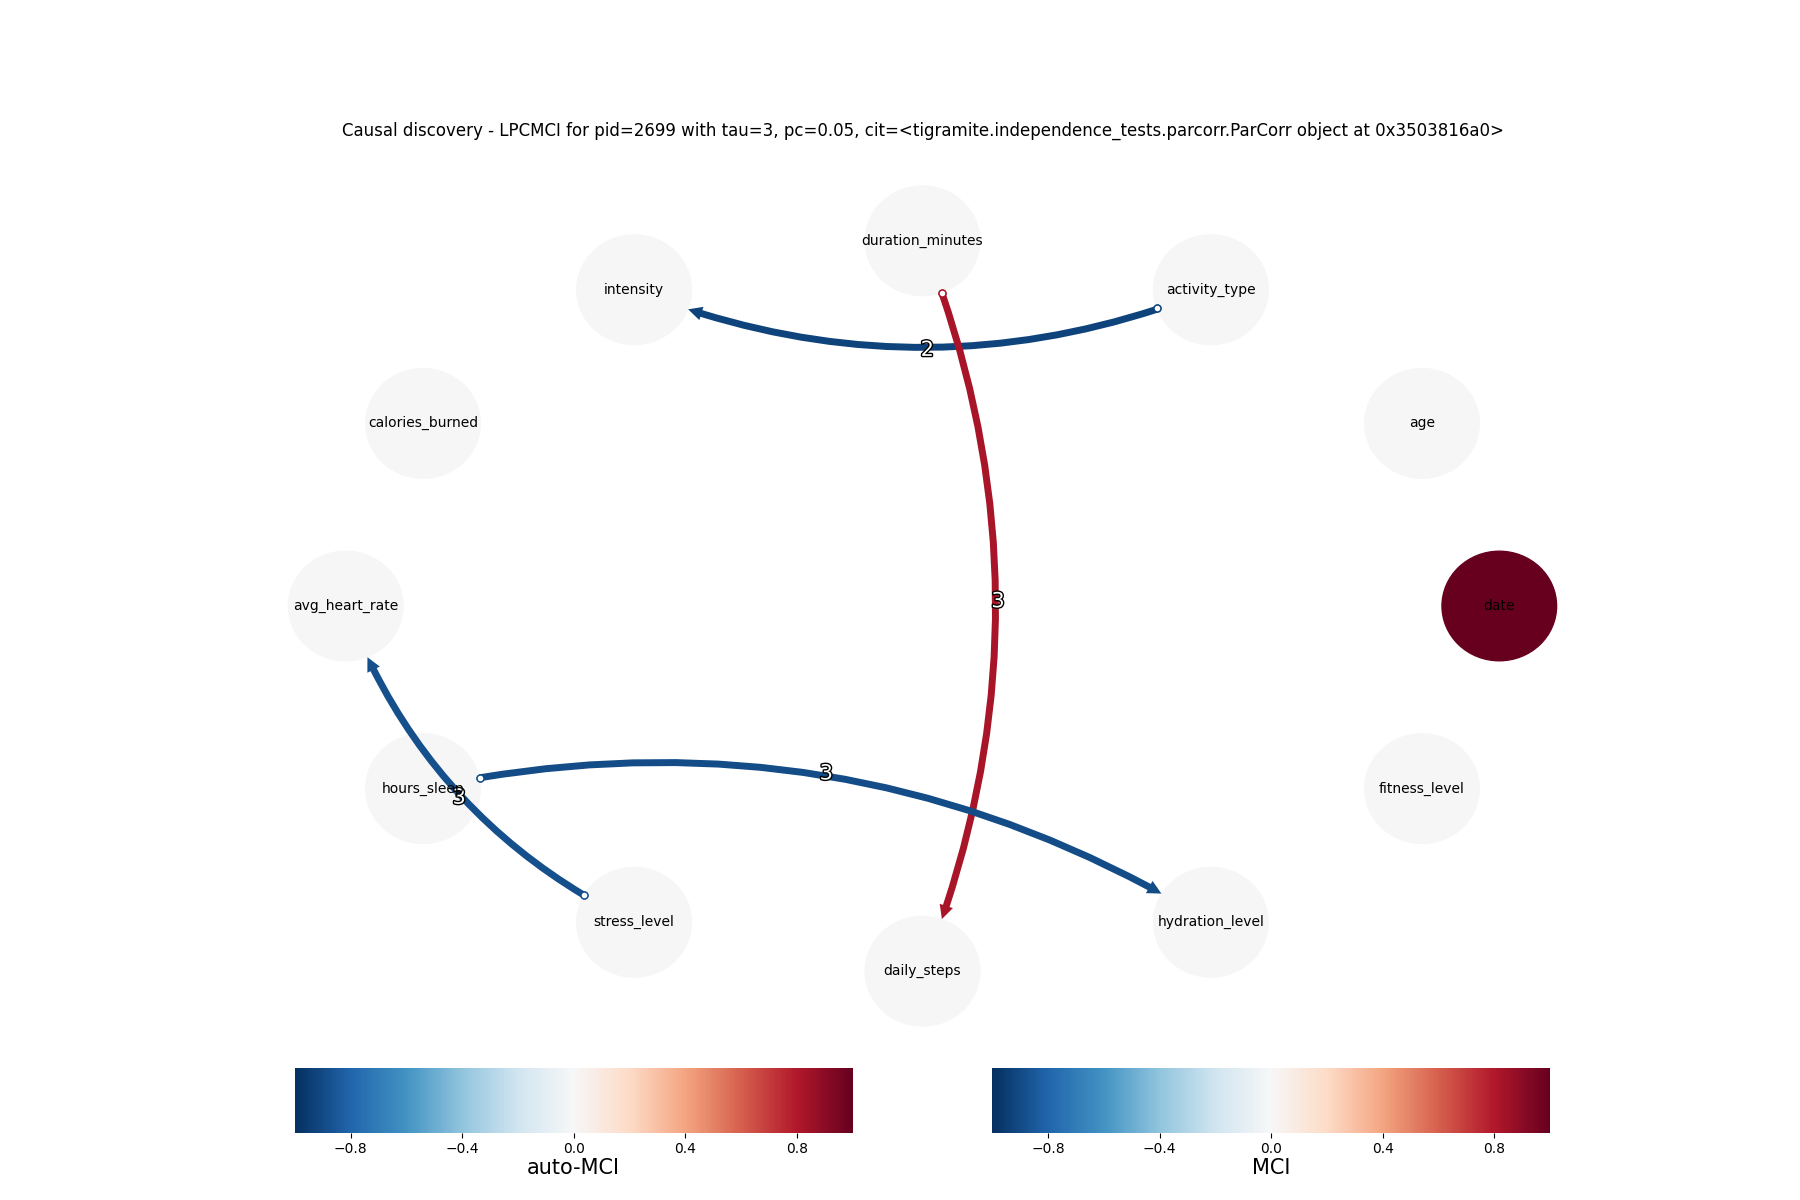 Causal discovery - LPCMCI for pid=2699 with tau=3, pc=0.05, cit=<tigramite.independence_tests.parcorr.ParCorr object at 0x3503816a0>
duration_minutes
intensity
activity_type
2
calories_burned
age
avg_heart_rate
3
date
3
hours_sleep
3
fitness_level
stress_level
hydration_level
daily_steps
−0.8 −0.4 0.0 0.4 0.8
auto-MCI
−0.8 −0.4 0.0 0.4 0.8
MCI